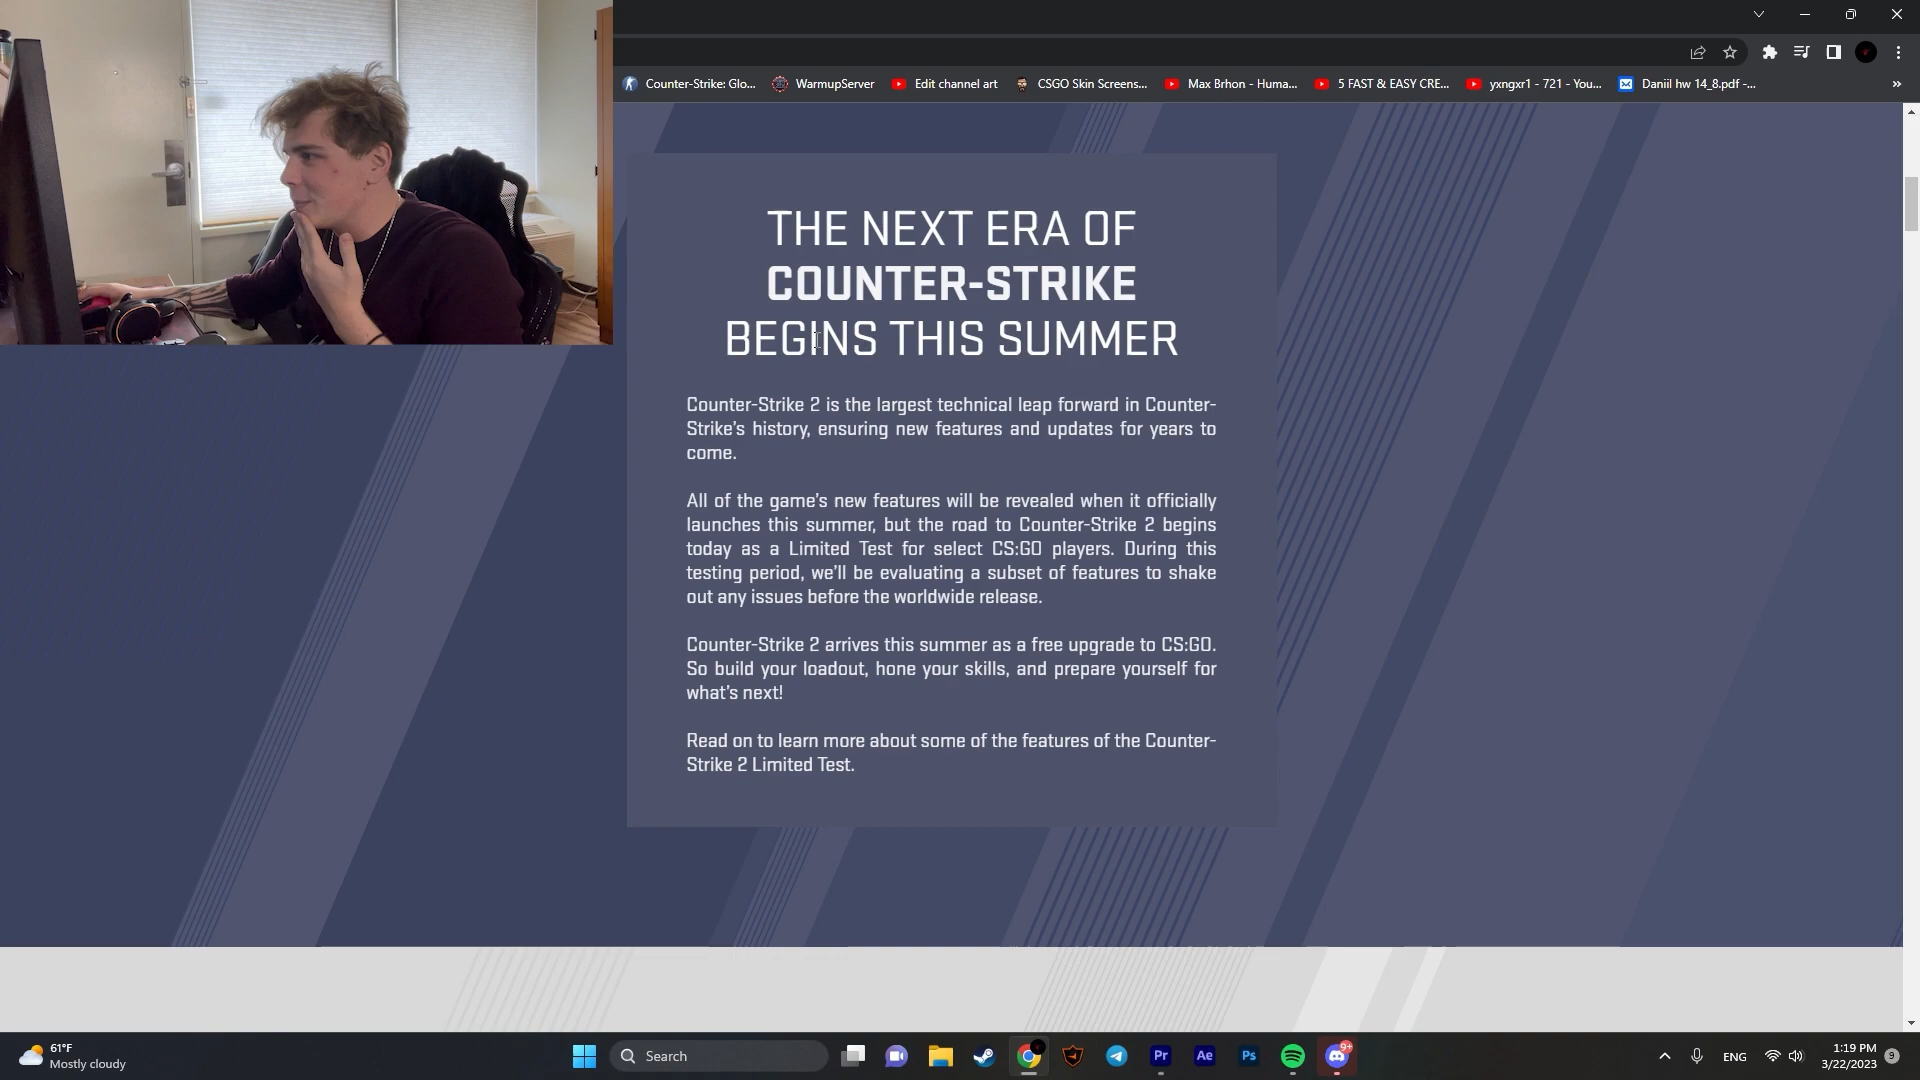 Counter-Strike: Glo...
WarmupServer
Edit channel art
CSGO Skin Screens...
Max Brhon - Huma...
5 FAST & EASY CRE...
yxngxr1 - 721 - You...
Daniil hw 14_8.pdf -...
THE NEXT ERA OF
COUNTER-STRIKE
BEGINS THIS SUMMER
Counter-Strike 2 is the largest technical leap forward in Counter-
Strike's history, ensuring new features and updates for years to
come.
All of the game's new features will be revealed when it officially
launches this summer, but the road to Counter-Strike 2 begins
today as a Limited Test for select CS:GO players. During this
testing period, we'll be evaluating a subset of features to shake
out any issues before the worldwide release.
Counter-Strike 2 arrives this summer as a free upgrade to CS:GO.
So build your loadout, hone your skills, and prepare yourself for
what's next!
Read on to learn more about some of the features of the Counter-
Strike 2 Limited Test.
61°F
Mostly cloudy
Search
Pr
Ae
Ps
9+
ENG
1:19 PM
3/22/2023
9